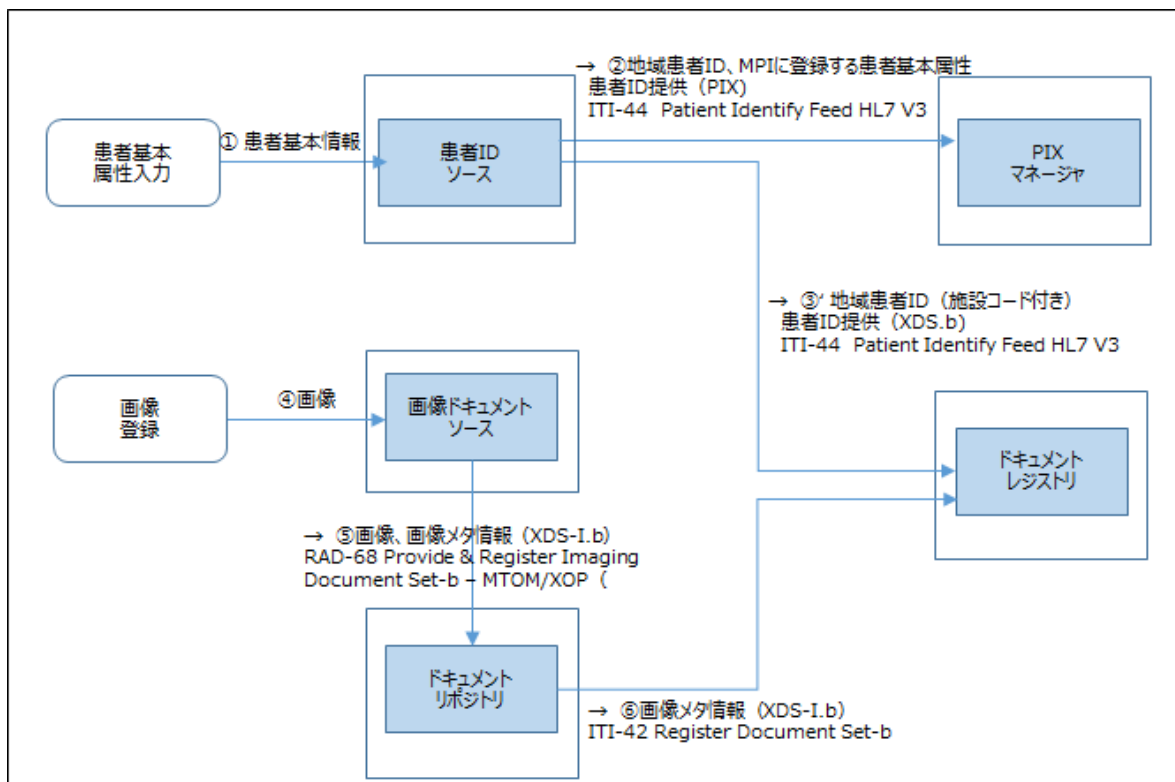 → ②地域患者ID、MPIに登録する患者基本属性
患者ID提供（PIX)
ITI-44 Patient Identify Feed HL7 V3
患者基本
属性入力
① 患者基本情報
患者ID
ソース
PIX
マネージャ
→ ③’ 地域患者ID（施設コード付き）
患者ID提供（XDS.b)
ITI-44 Patient Identify Feed HL7 V3
画像
登録
④画像
画像ドキュメント
ソース
ドキュメント
レジストリ
→ ⑤画像、画像メタ情報（XDS-I.b）
RAD-68 Provide & Register Imaging
Document Set-b – MTOM/XOP（
ドキュメント
リポジトリ
→ ⑥画像メタ情報（XDS-I.b）
ITI-42 Register Document Set-b